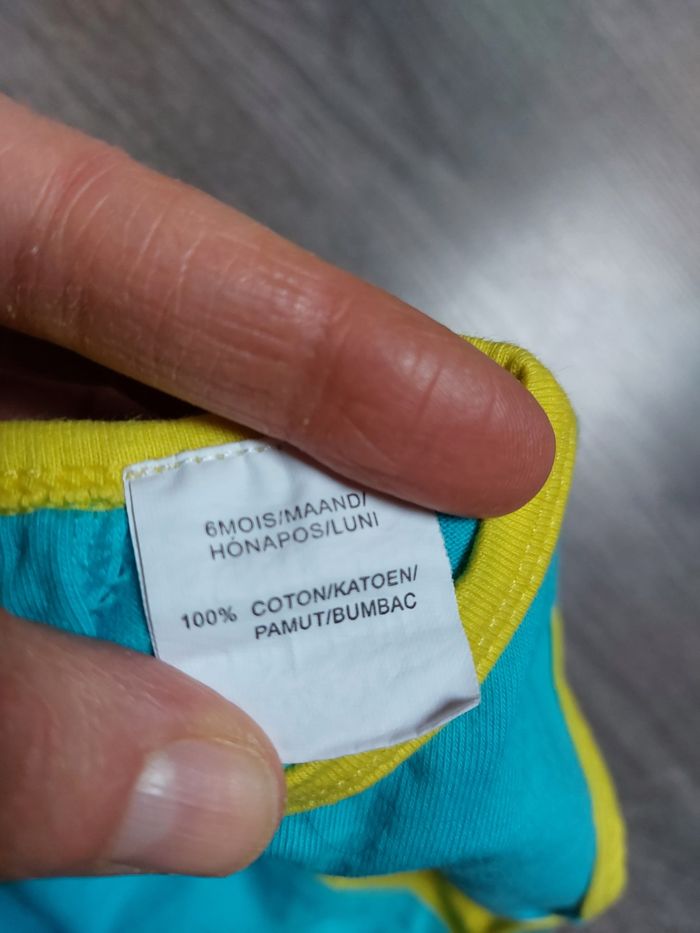 6MOIS/MAAND/
HÓNAPOS/LUNI
100% COTON/KATOEN/
PAMUT/BUMBAC